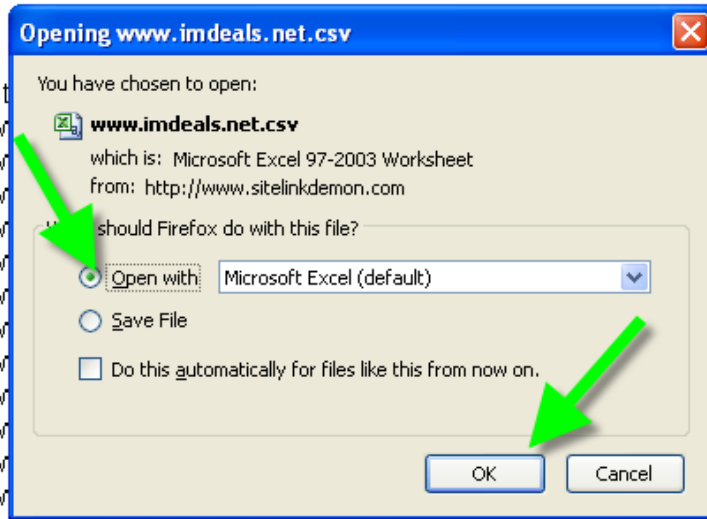 Opening www.imdeals.net.csv
You have chosen to open:
www.imdeals.net.csv
which is: Microsoft Excel 97-2003 Worksheet
from: http://www.sitelinkdemon.com
should Firefox do with this file?
Open with Microsoft Excel (default)
Save File
Do this automatically for files like this from now on.
OK Cancel